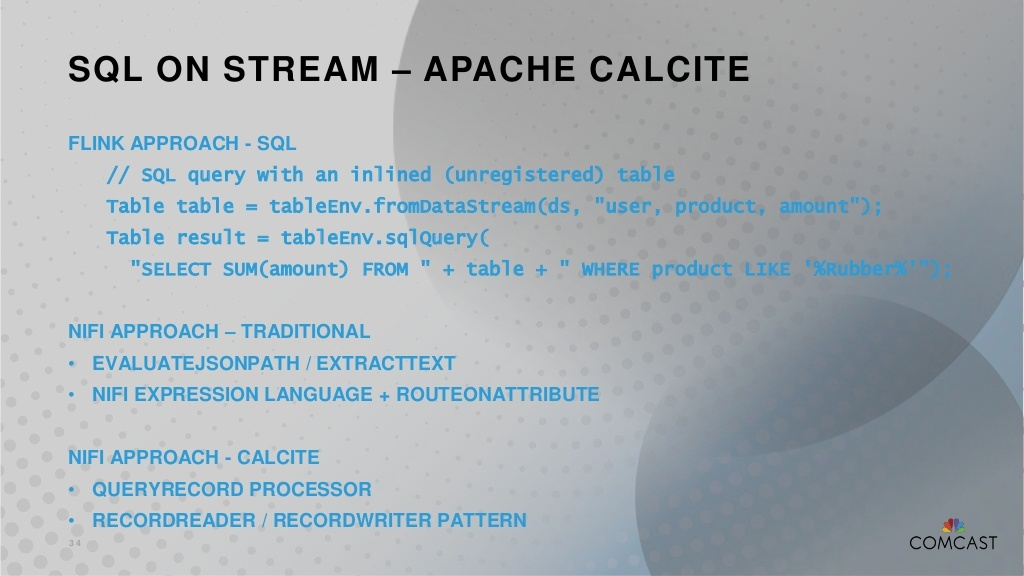 SQL ON STREAM – APACHE CALCITE
FLINK APPROACH - SQL
// SQL query with an inlined (unregistered) table
Table table = tableEnv.fromDataStream(ds, "user, product, amount");
Table result = tableEnv.sqlQuery(
"SELECT SUM(amount) FROM " + table + " WHERE product LIKE '%Rubber%'");
NIFI APPROACH – TRADITIONAL
• EVALUATEJSONPATH / EXTRACTTEXT
• NIFI EXPRESSION LANGUAGE + ROUTEONATTRIBUTE
NIFI APPROACH - CALCITE
• QUERYRECORD PROCESSOR
• RECORDREADER / RECORDWRITER PATTERN
34
COMCAST